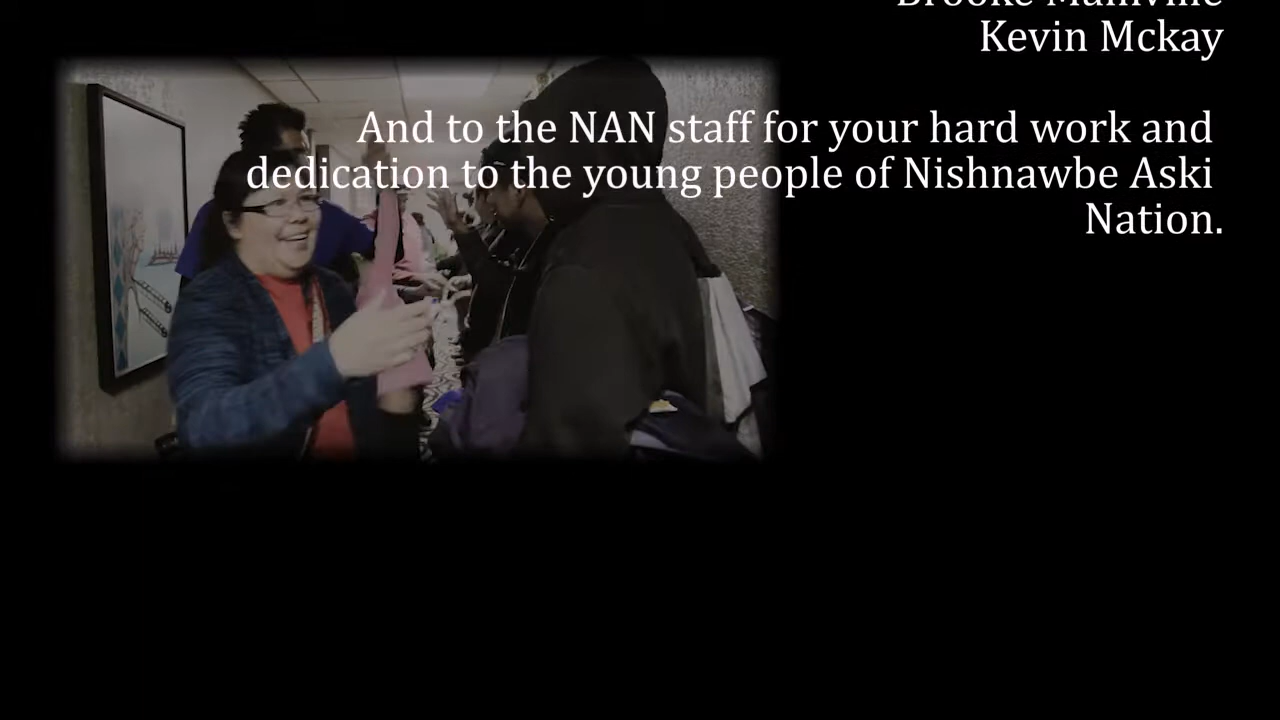 Brooke
Kevin Mckay
And to the NAN staff for your hard work and
dedication to the young people of Nishnawbe Aski
Nation.